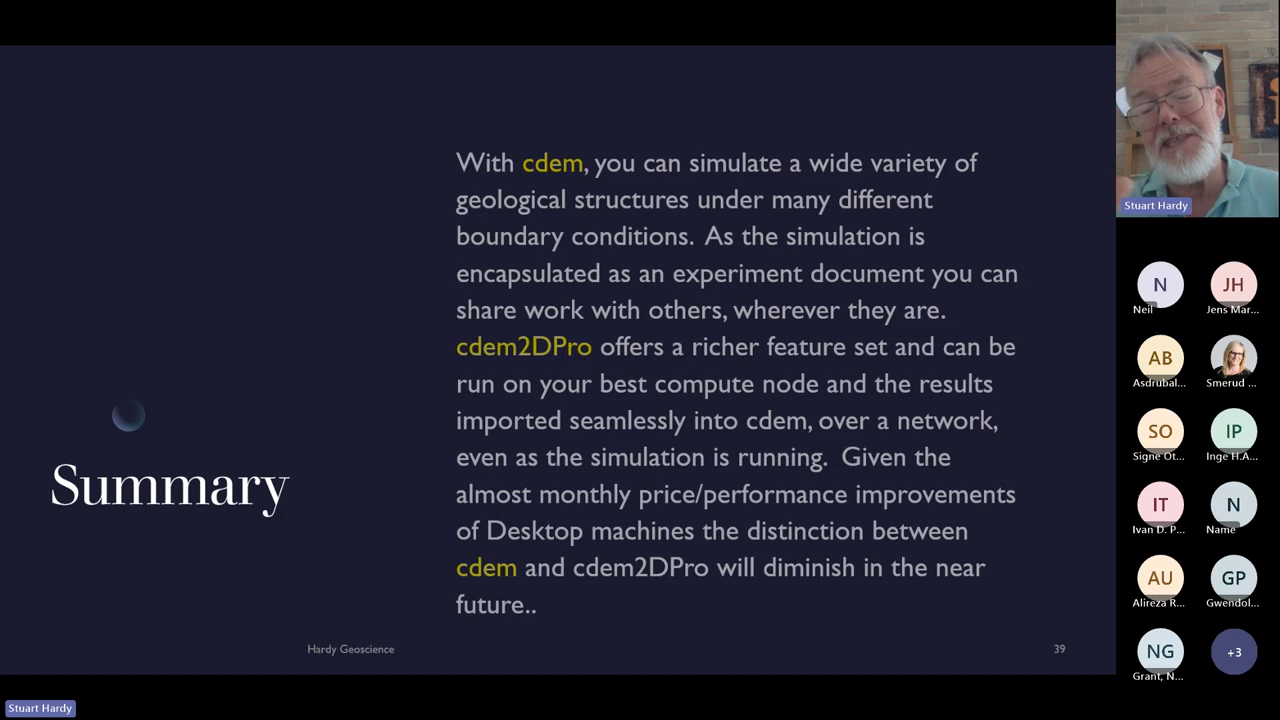 With cdem, you can simulate a wide variety of
geological structures under many different
boundary conditions. As the simulation is
encapsulated as an experiment document you can
share work with others, wherever they are.
cdem2DPro offers a richer feature set and can be
run on your best compute node and the results
imported seamlessly into cdem, over a network,
even as the simulation is running. Given the
almost monthly price/performance improvements
of Desktop machines the distinction between
cdem and cdem2DPro will diminish in the near
future..
Summary
Hardy Geoscience
39
Stuart Hardy
Stuart Hardy
N
JH
Neil
Jens Mar...
AB
Asdrubal...
Smerud ...
SO
IP
Signe Ot...
Inge H.A...
IT
N
Ivan D. P...
Name
AU
GP
Alireza R...
Gwendol...
NG
+3
Grant, N...